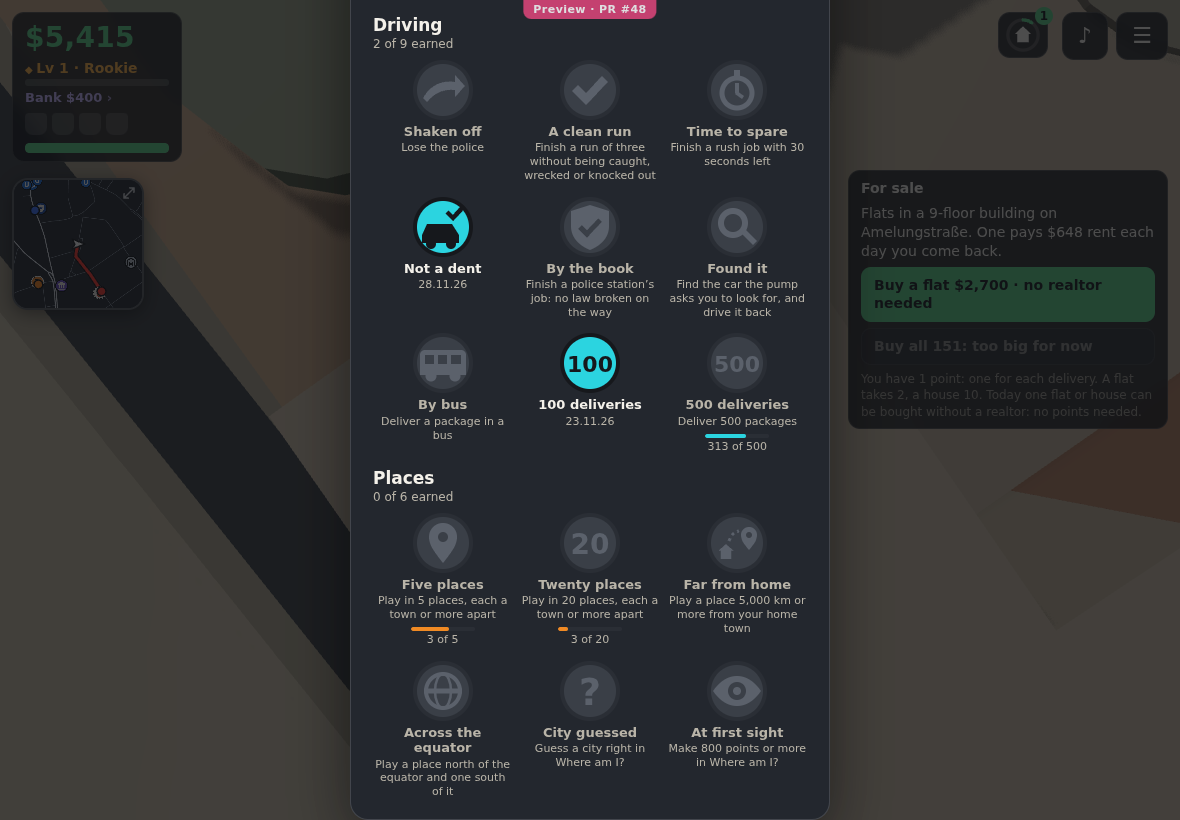 Preview · PR #48
$5,415
Lv 1 · Rookie
Bank $400 ›
1
Driving
2 of 9 earned
Shaken off
Lose the police
A clean run
Finish a run of three
without being caught,
wrecked or knocked out
Time to spare
Finish a rush job with 30
seconds left
Not a dent
28.11.26
By the book
Finish a police station’s
job: no law broken on
the way
Found it
Find the car the pump
asks you to look for, and
drive it back
By bus
Deliver a package in a
bus
100
100 deliveries
23.11.26
500
500 deliveries
Deliver 500 packages
313 of 500
Places
0 of 6 earned
Five places
Play in 5 places, each a
town or more apart
3 of 5
20
Twenty places
Play in 20 places, each a
town or more apart
3 of 20
Far from home
Play a place 5,000 km or
more from your home
town
Across the
equator
Play a place north of the
equator and one south
of it
?
City guessed
Guess a city right in
Where am I?
At first sight
Make 800 points or more
in Where am I?
For sale
Flats in a 9-floor building on
Amelungstraße. One pays $648 rent each
day you come back.
Buy a flat $2,700 · no realtor
needed
Buy all 151: too big for now
You have 1 point: one for each delivery. A flat
takes 2, a house 10. Today one flat or house can
be bought without a realtor: no points needed.